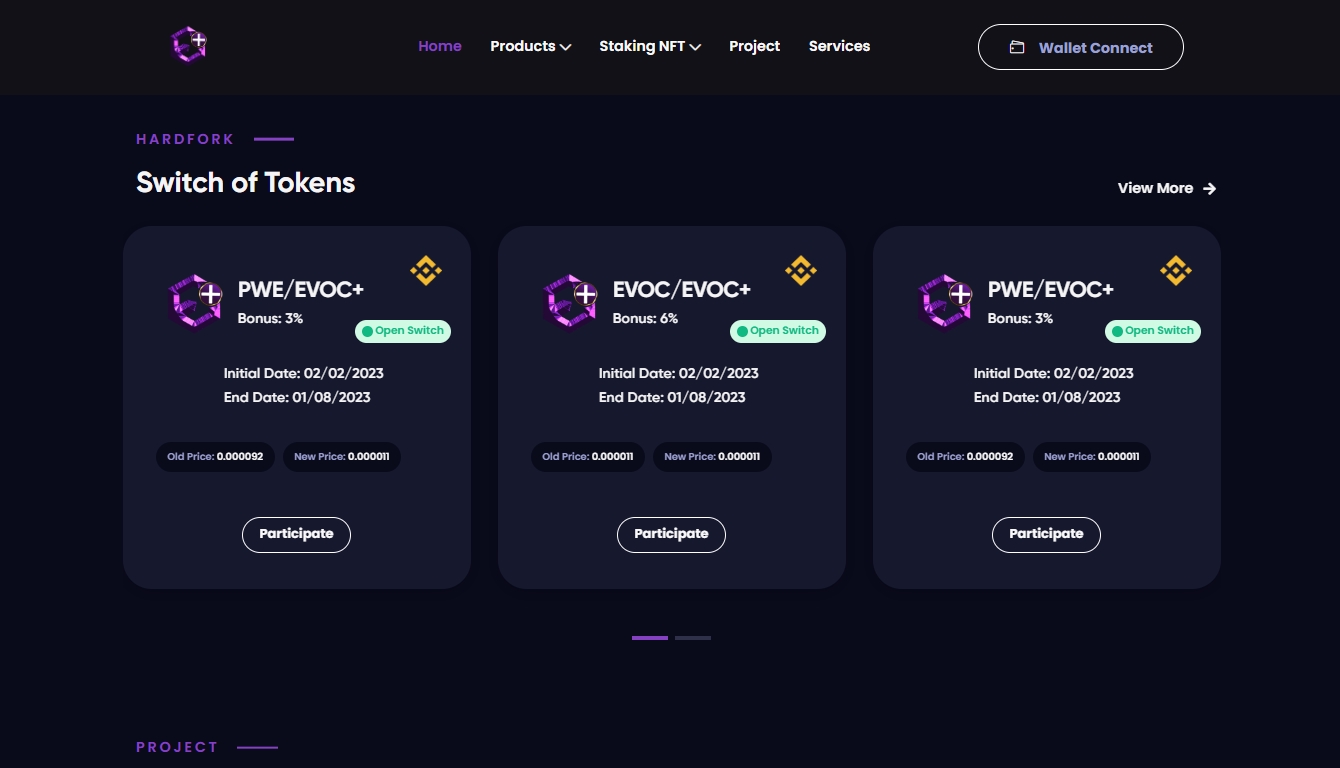 Home Products Staking NFT Project Services Wallet Connect
HARDFORK
Switch of Tokens
View More
PWE/EVOC+
Bonus: 3%
Open Switch
Initial Date: 02/02/2023
End Date: 01/08/2023
Old Price: 0.000092 New Price: 0.000011
Participate
EVOC/EVOC+
Bonus: 6%
Open Switch
Initial Date: 02/02/2023
End Date: 01/08/2023
Old Price: 0.000011 New Price: 0.000011
Participate
PWE/EVOC+
Bonus: 3%
Open Switch
Initial Date: 02/02/2023
End Date: 01/08/2023
Old Price: 0.000092 New Price: 0.000011
Participate
PROJECT